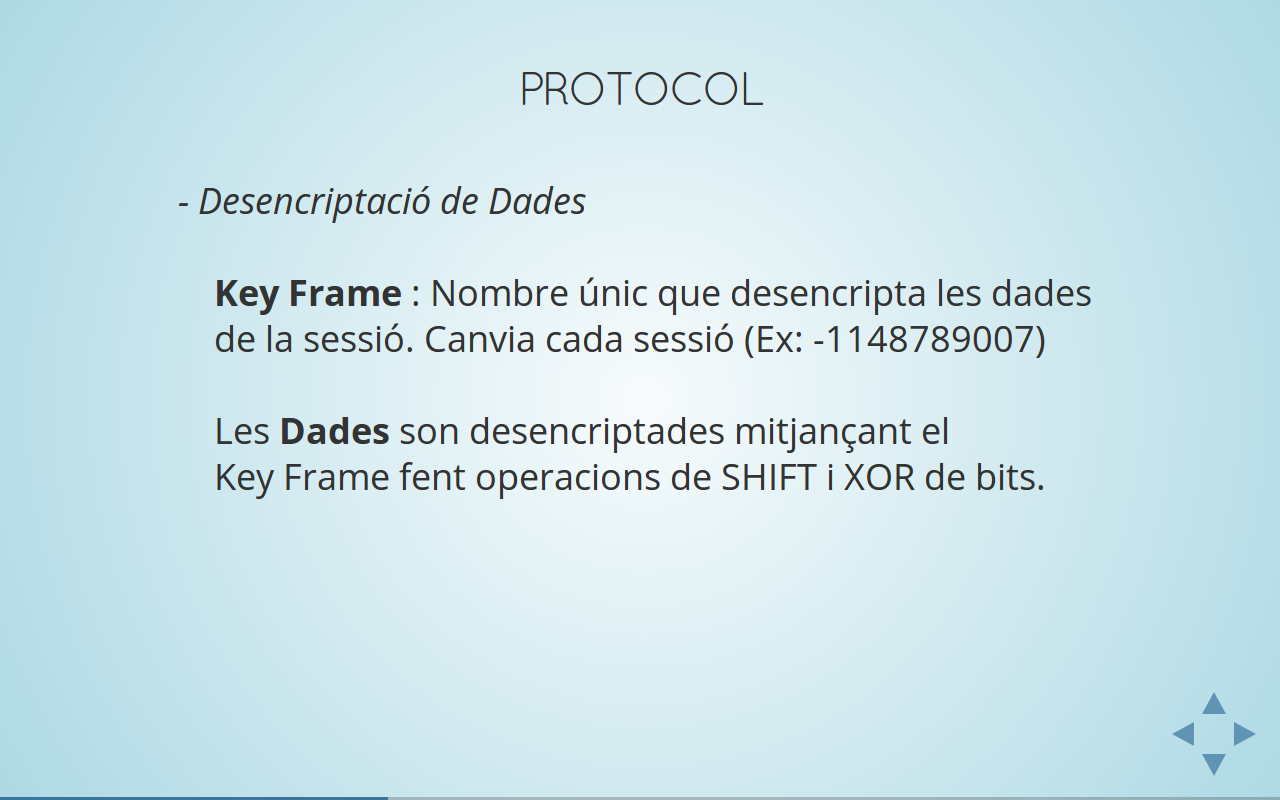 PROTOCOL
- Desencriptació de Dades
Key Frame : Nombre únic que desencripta les dades
de la sessió. Canvia cada sessió (Ex: -1148789007)
Les Dades son desencriptades mitjançant el
Key Frame fent operacions de SHIFT i XOR de bits.